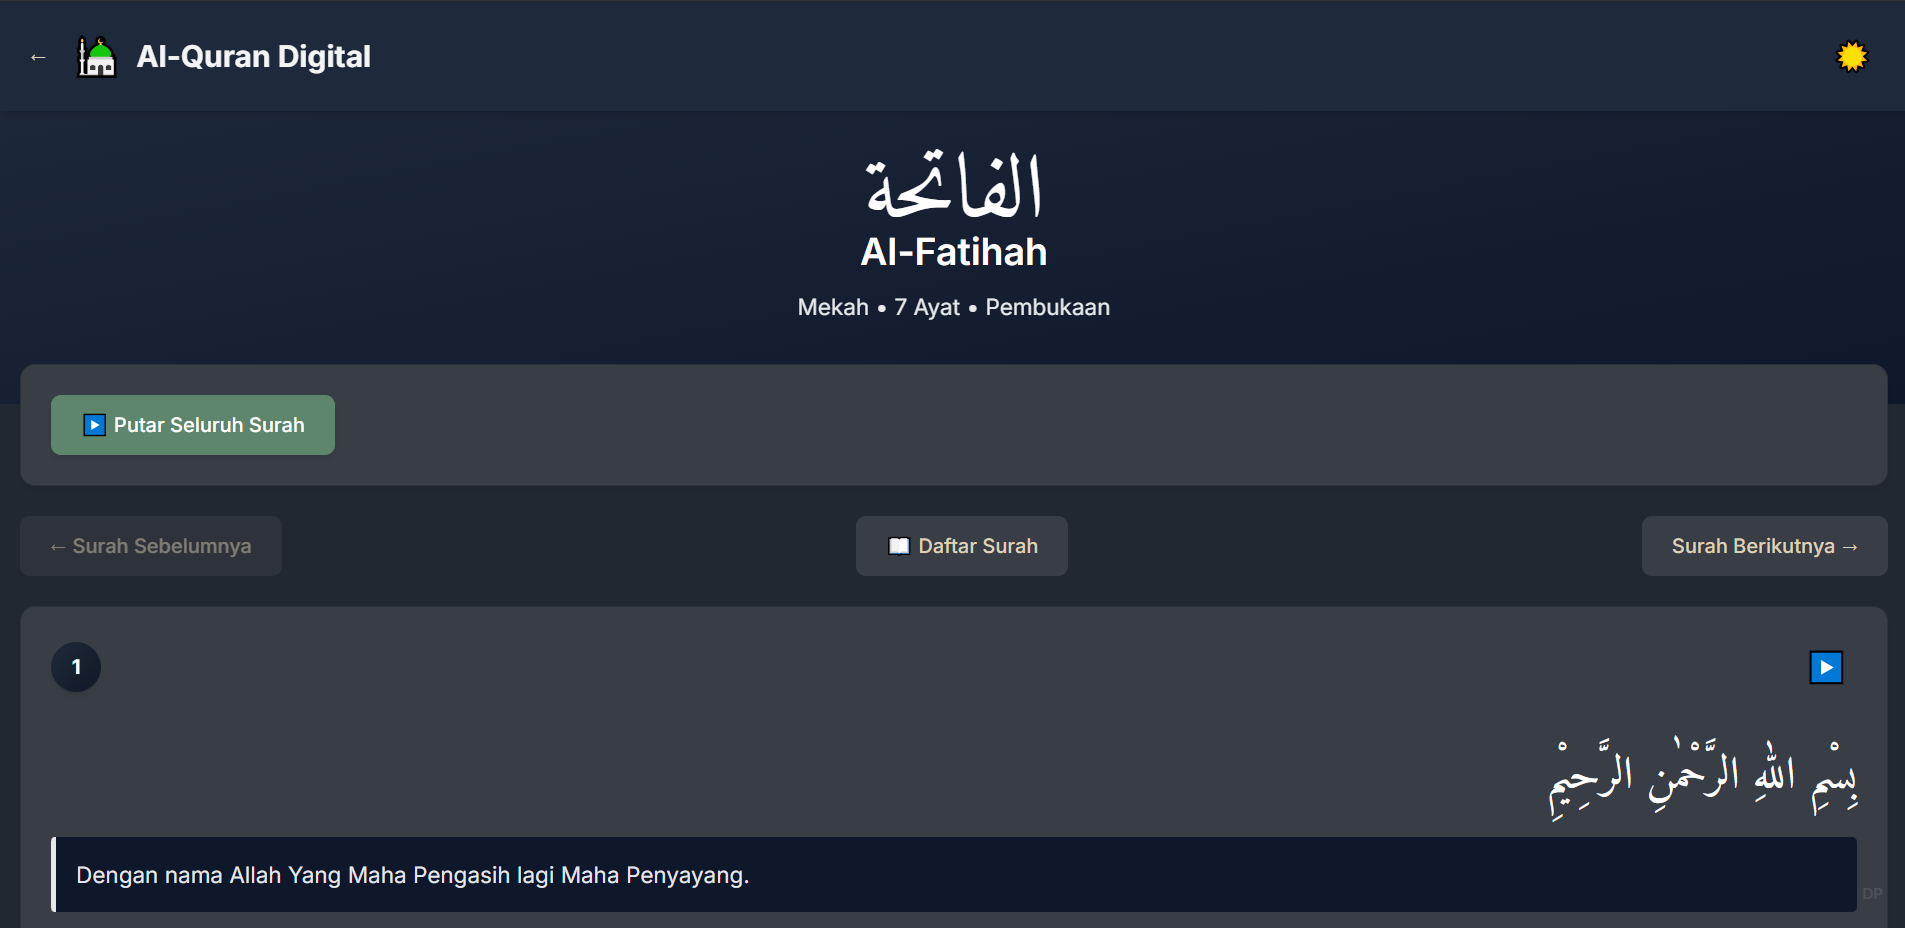 ← Al-Quran Digital
الفاتحة
Al-Fatihah
Mekah • 7 Ayat • Pembukaan
Putar Seluruh Surah
← Surah Sebelumnya
Daftar Surah
Surah Berikutnya →
1
بِسْمِ اللّٰهِ الرَّحْمٰنِ الرَّحِيْمِ
Dengan nama Allah Yang Maha Pengasih lagi Maha Penyayang.
DP